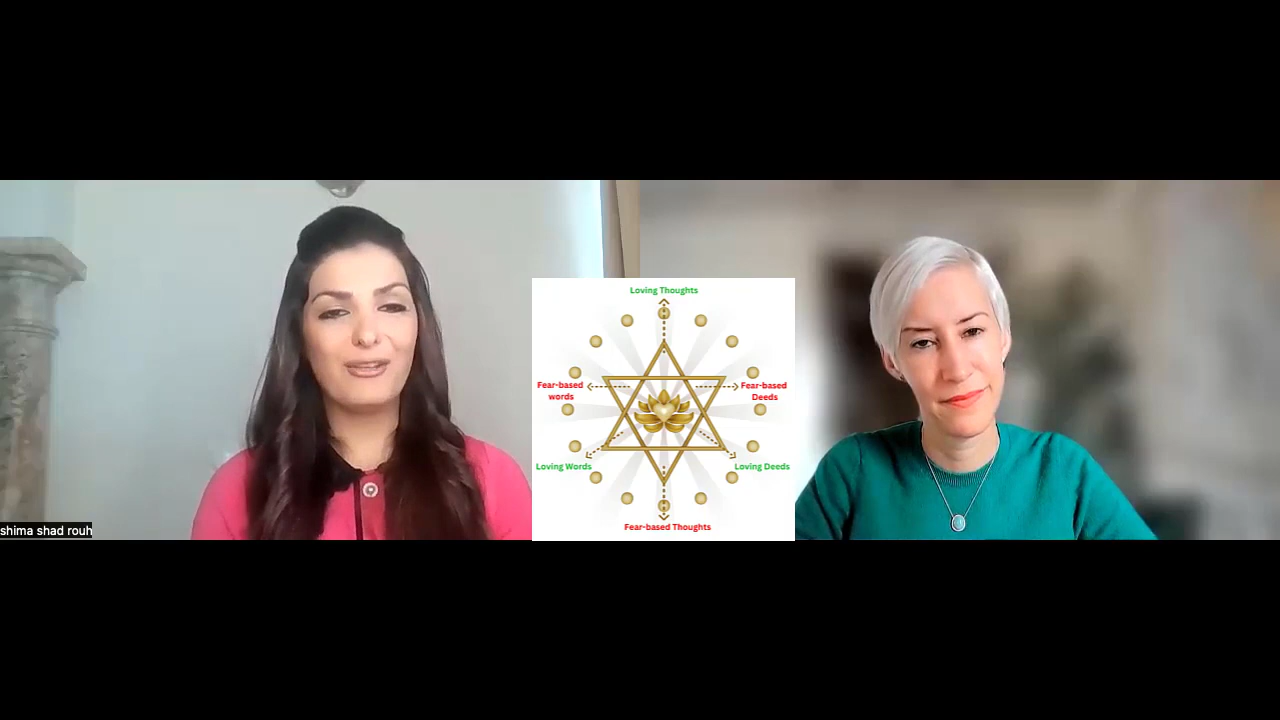 Loving Thoughts
Fear-based
words
Fear-based
Deeds
Loving Words
Loving Deeds
Fear-based Thoughts
shima shad rouh